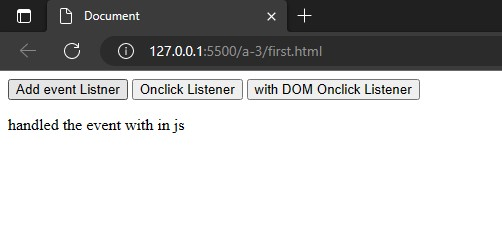 Document
127.0.0.1:5500/a-3/first.html
Add event Listner Onclick Listener with DOM Onclick Listener
handled the event with in js